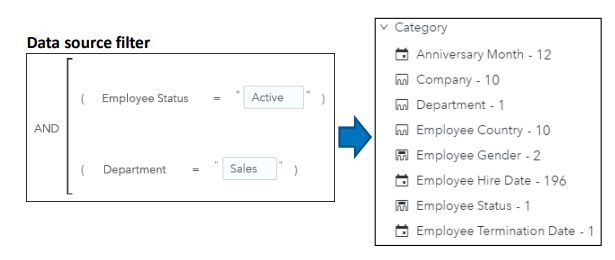 Data source filter
AND
( Employee Status = " Active " )
( Department = " Sales " )
Category
Anniversary Month - 12
Company - 10
Department - 1
Employee Country - 10
Employee Gender - 2
Employee Hire Date - 196
Employee Status - 1
Employee Termination Date - 1